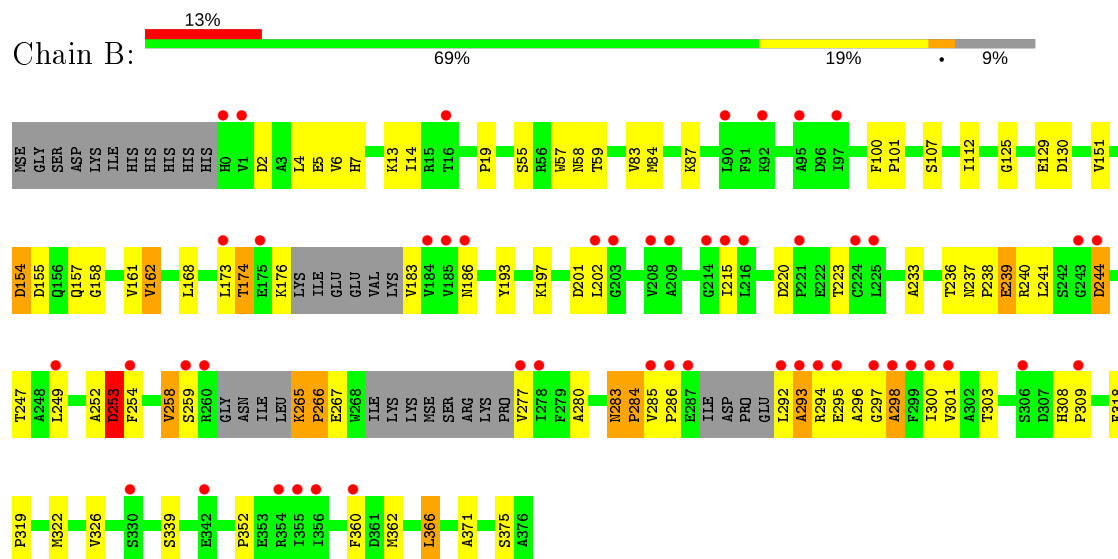 13%
Chain B:
69% 19% • 9%
MSE GLY SER ASP LYS ILE HIS HIS HIS HIS HIS H0 V1 D2 A3 L4 E5 V6 H7 K13 I14 R15 T16 P19 S55 R56 W57 N58 T59 V83 M84 K87 L90 F91 K92 A95 D96 I97 F100 P101 S107 I112 G125 E129 D130 V151
D154 D155 Q156 Q157 G158 V161 V162 L168 L173 T174 E175 K176 LYS ILE GLU GLU VAL LYS V183 V184 V185 N186 Y193 K197 D201 L202 G203 V208 A209 G214 I215 L216 D220 P221 E222 T223 C224 L225 A233 T236 N237 P238 E239 R240 L241 S242 G243 D244
T247 A248 L249 A252 D253 F254 V258 S259 R260 GLY ASN ILE LEU K265 P266 E267 W268 ILE LYS LYS MSE SER ARG LYS PRO V277 I278 F279 A280 N283 P284 V285 P286 E287 ILE ASP PRO GLU L292 A293 R294 E295 A296 G297 A298 F299 I300 V301 A302 T303 S306 D307 H308 P309
P319 M322 V326 S339 S330 E342 P352 E353 R354 I355 I356 F360 D361 M362 L366 A371 S375 A376